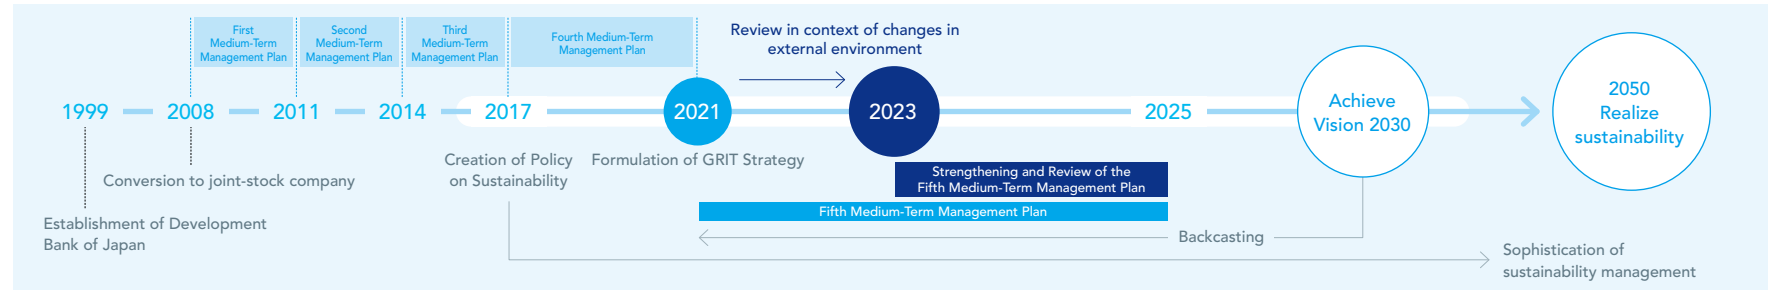 First
Medium-Term
Management Plan
Second
Medium-Term
Management Plan
Third
Medium-Term
Management Plan
Fourth Medium-Term
Management Plan
Review in context of changes in
external environment
1999
2008
2011
2014
2017
2021
2023
2025
Achieve
Vision 2030
2050
Realize
sustainability
Creation of Policy
on Sustainability
Formulation of GRIT Strategy
Conversion to joint-stock company
Establishment of Development
Bank of Japan
Strengthening and Review of the
Fifth Medium-Term Management Plan
Fifth Medium-Term Management Plan
Backcasting
Sophistication of
sustainability management